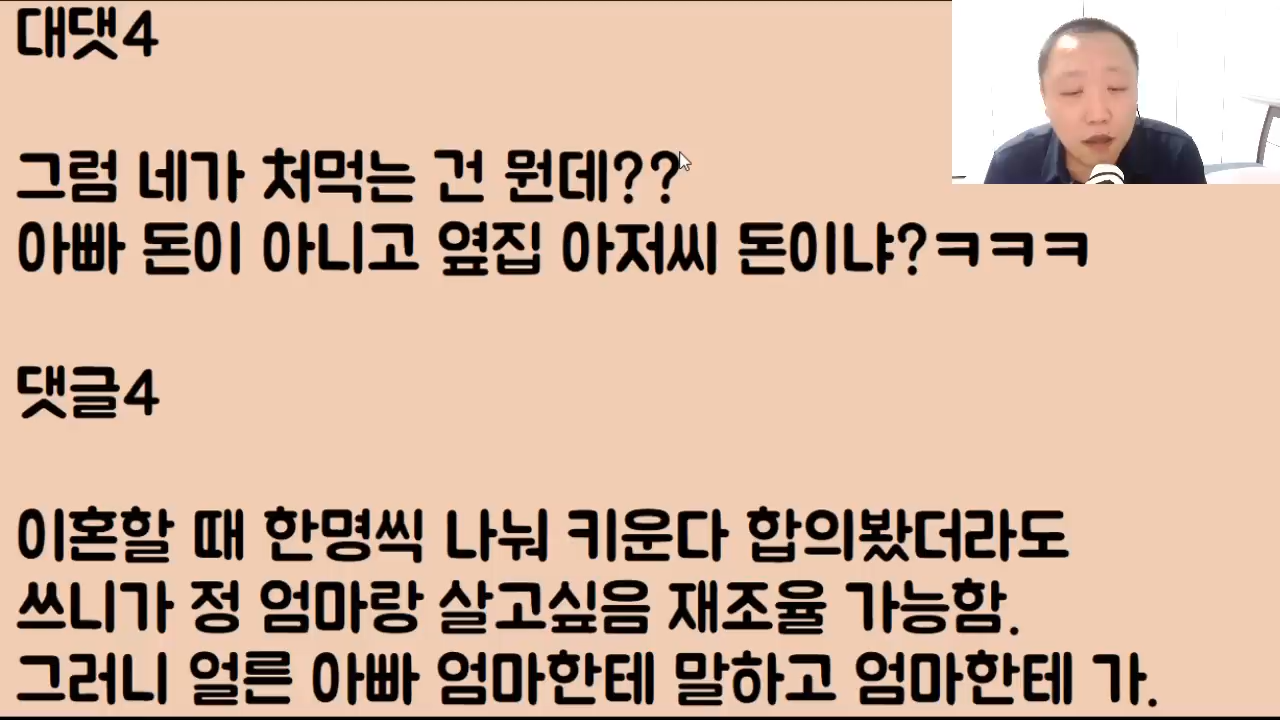 대댓4
그럼 네가 처먹는 건 뭔데??
아빠 돈이 아니고 옆집 아저씨 돈이냐?ㅋㅋㅋ
댓글4
이혼할 때 한명씩 나눠 키운다 합의봤더라도
쓰니가 정 엄마랑 살고싶음 재조율 가능함.
그러니 얼른 아빠 엄마한테 말하고 엄마한테 가.